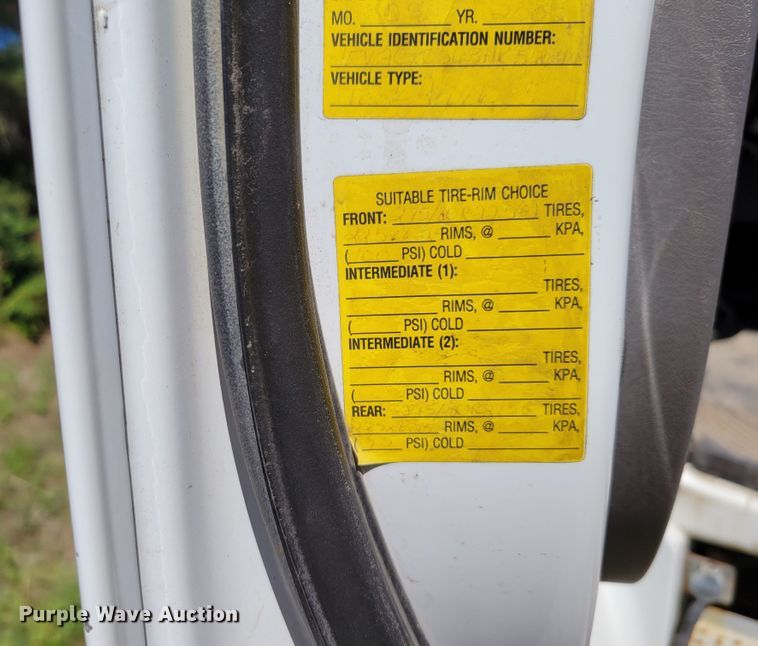 MO. YR.
VEHICLE IDENTIFICATION NUMBER:
VEHICLE TYPE:
SUITABLE TIRE-RIM CHOICE
FRONT: TIRES,
RIMS, @ KPA,
( PSI) COLD
INTERMEDIATE (1):
TIRES,
RIMS, @ KPA,
( PSI) COLD
INTERMEDIATE (2):
TIRES,
RIMS, @ KPA,
( PSI) COLD
REAR: TIRES,
RIMS, @ KPA,
( PSI) COLD
Purple Wave Auction